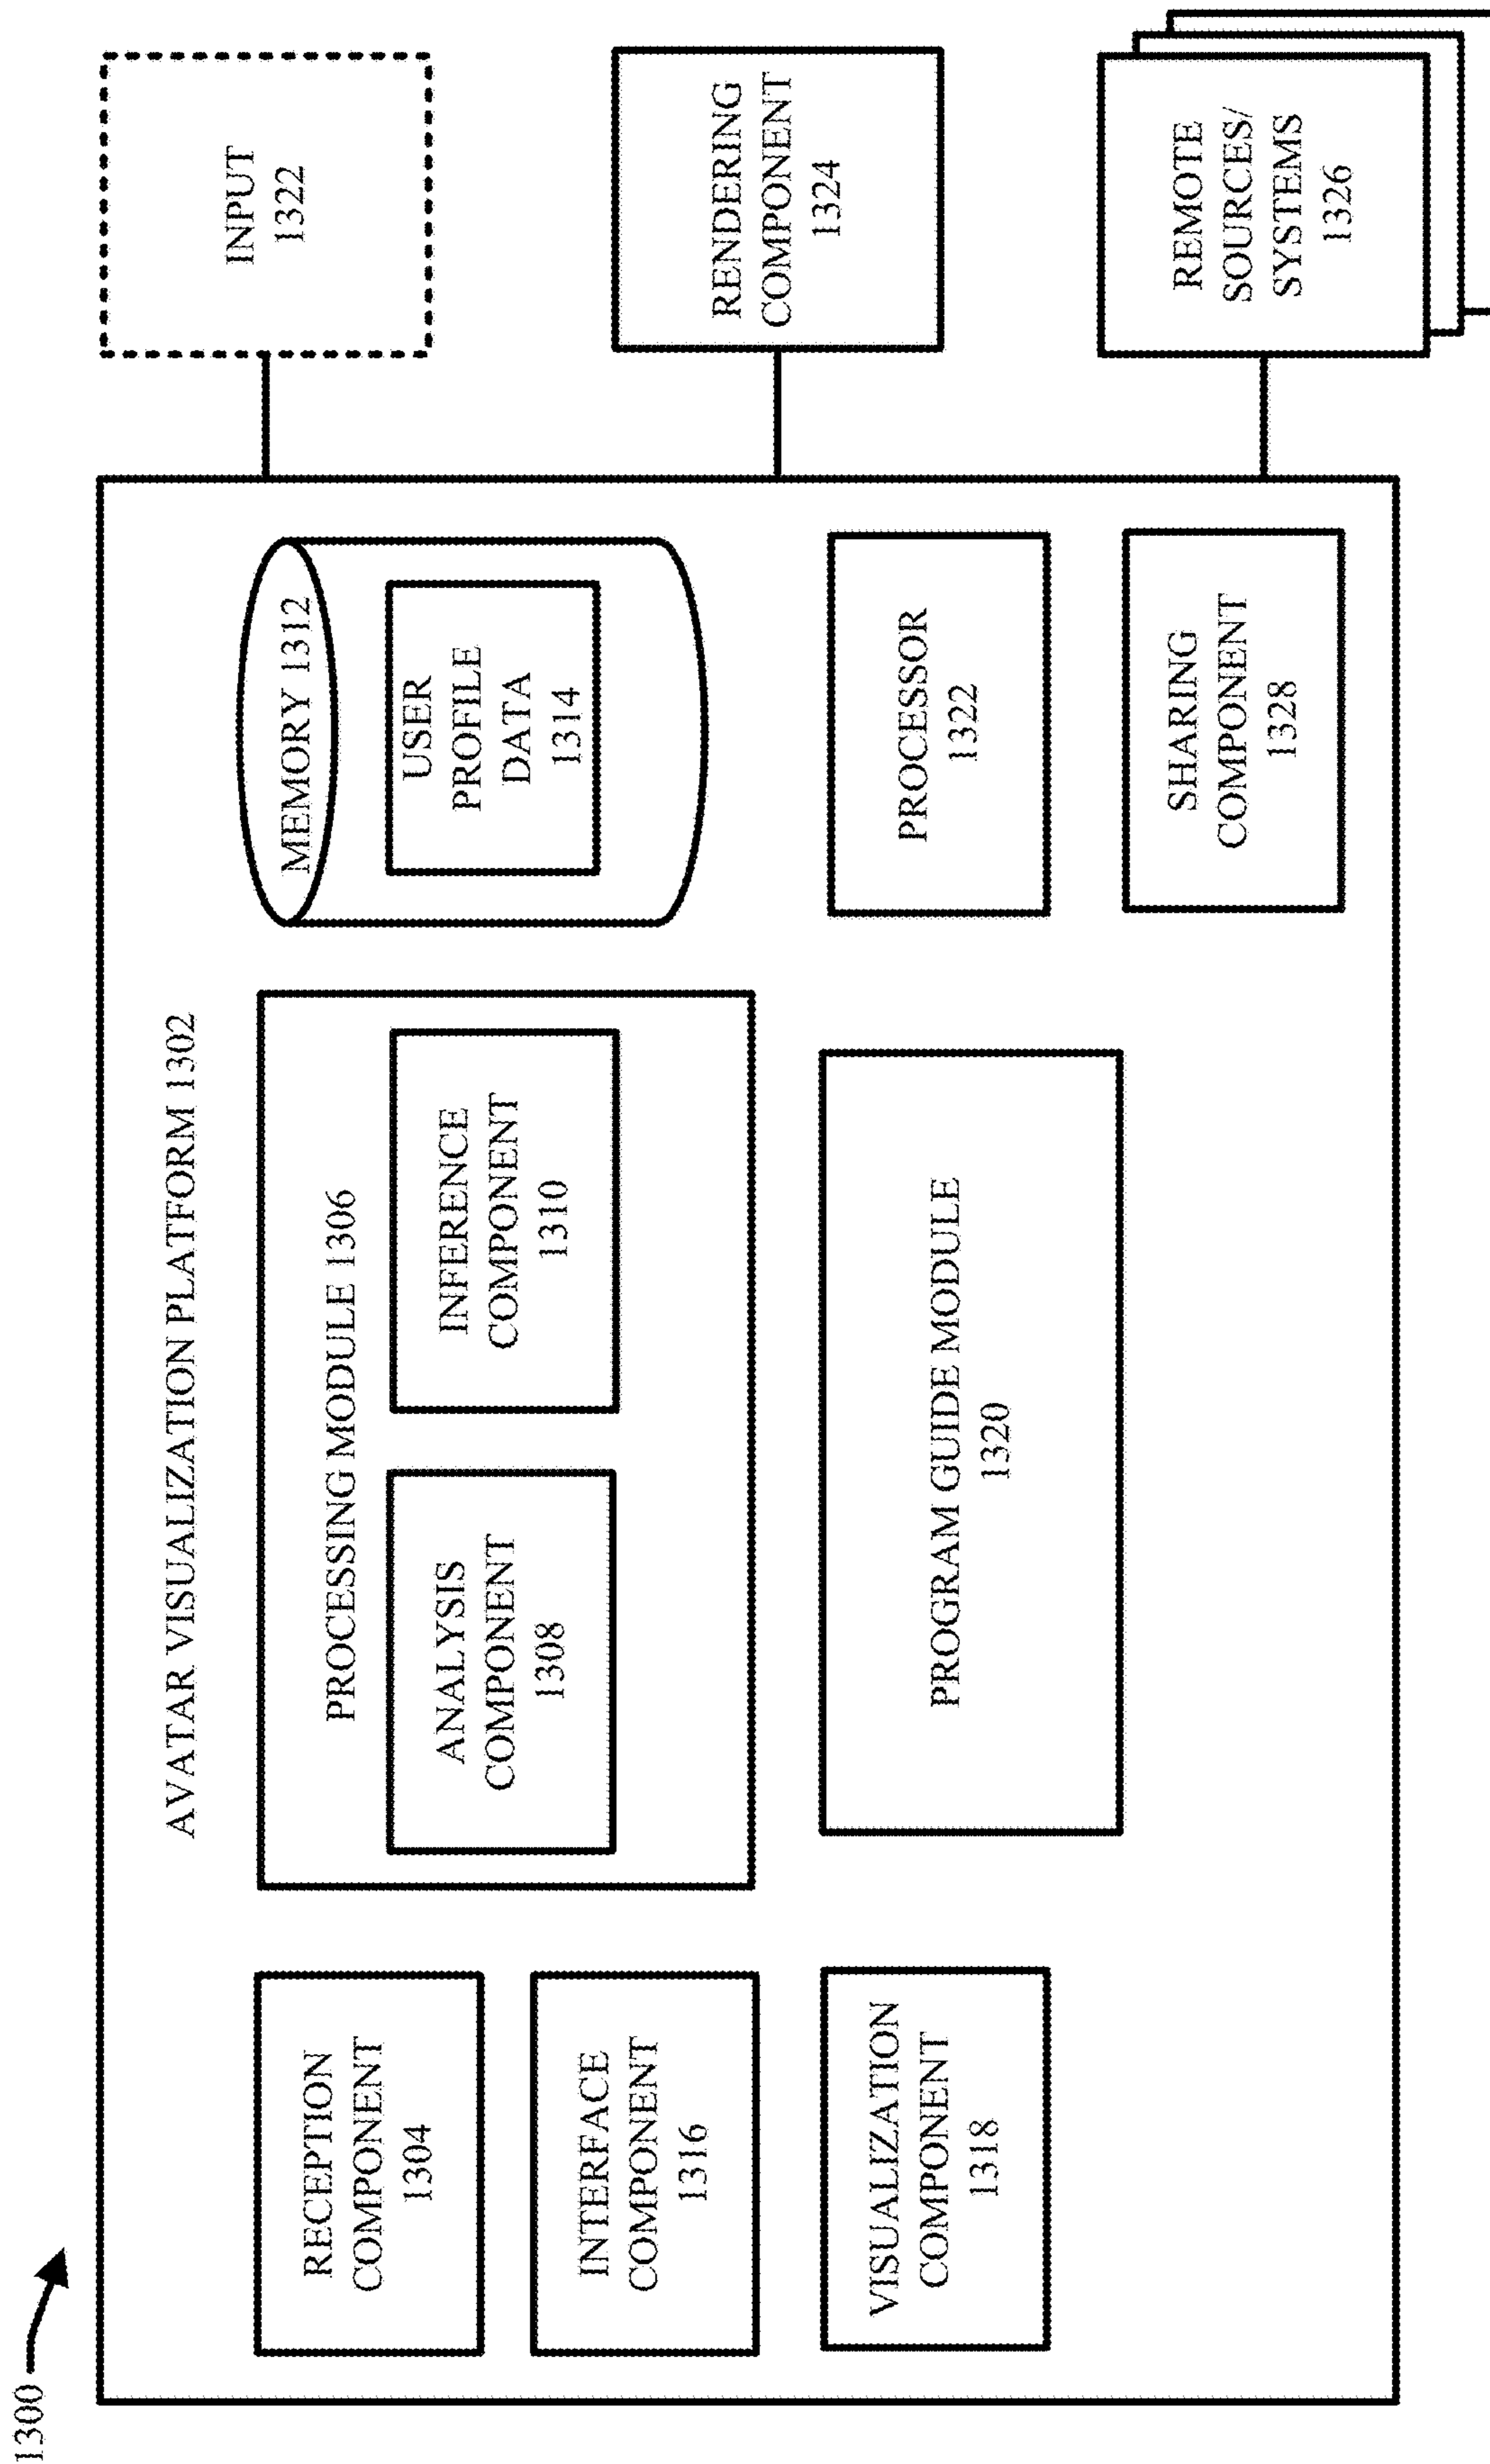 1300
AVATAR VISUALIZATION PLATFORM 1302
RECEPTION
COMPONENT
1304
INTERFACE
COMPONENT
1316
VISUALIZATION
COMPONENT
1318
PROCESSING MODULE 1306
ANALYSIS
COMPONENT
1308
INFERENCE
COMPONENT
1310
PROGRAM GUIDE MODULE
1320
MEMORY 1312
USER
PROFILE
DATA
1314
PROCESSOR
1322
SHARING
COMPONENT
1328
INPUT
1322
RENDERING
COMPONENT
1324
REMOTE
SOURCES/
SYSTEMS
1326